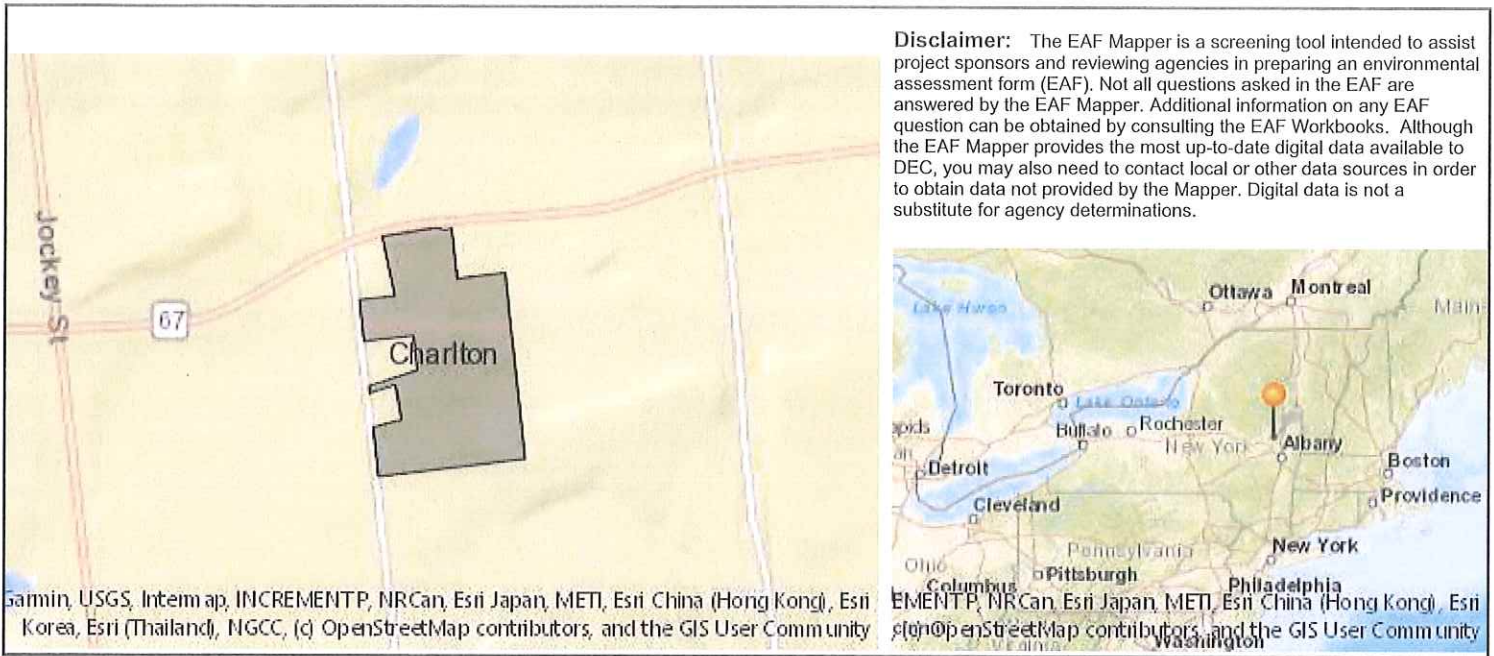 Disclaimer: The EAF Mapper is a screening tool intended to assist
project sponsors and reviewing agencies in preparing an environmental
assessment form (EAF). Not all questions asked in the EAF are
answered by the EAF Mapper. Additional information on any EAF
question can be obtained by consulting the EAF Workbooks. Although
the EAF Mapper provides the most up-to-date digital data available to
DEC, you may also need to contact local or other data sources in order
to obtain data not provided by the Mapper. Digital data is not a
substitute for agency determinations.
Jockey St
67
Charlton
Garmin, USGS, Intermap, INCREMENT P, NRCan, Esri Japan, METI, Esri China (Hong Kong), Esri
Korea, Esri (Thailand), NGCC, (c) OpenStreetMap contributors, and the GIS User Community
Ottawa
Montreal
Lake Huron
Main
Toronto
Lake Ontario
apids
Buffalo
Rochester
New York
Albany
an
Detroit
Boston
Providence
Cleveland
Pennsylvania
New York
Ohio
Columbus
Pittsburgh
Philadelphia
EMENT P, NRCan, Esri Japan, METI, Esri China (Hong Kong), Esri
OpenStreetMap contributors, and the GIS User Community
Washington
Virginia